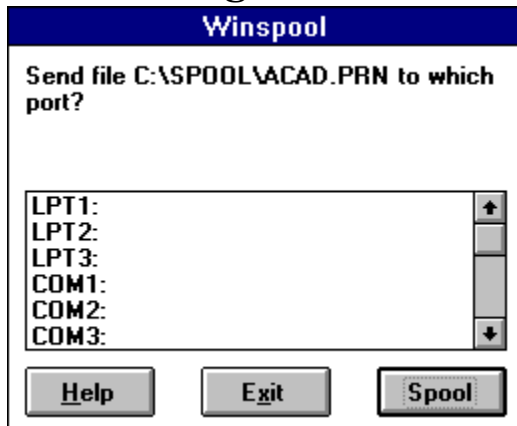 Winspool
Send file C:\SPOOL\ACAD.PRN to which
port?
LPT1:
LPT2:
LPT3:
COM1:
COM2:
COM3:
Help Exit Spool